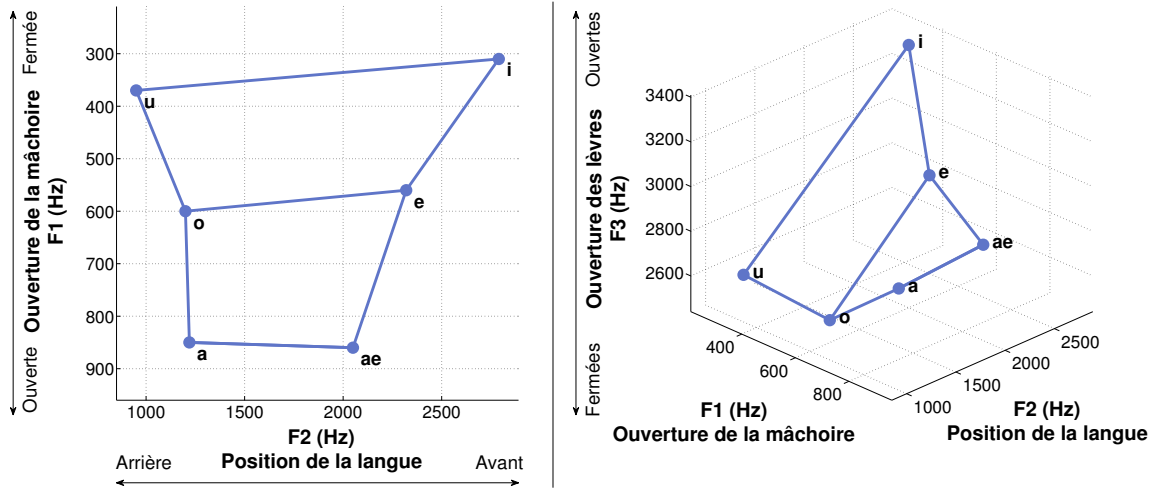 Fermée
Ouverture de la mâchoire
F1 (Hz)
Ouverte
300
400
500
600
700
800
900
u
i
o
e
a
ae
1000
1500
2000
2500
F2 (Hz)
Arrière
Position de la langue
Avant
Ouvertes
Ouverture des lèvres
F3 (Hz)
Fermées
3400
3200
3000
2800
2600
i
e
ae
u
a
o
400
600
800
1000
1500
2000
2500
F1 (Hz)
Ouverture de la mâchoire
F2 (Hz)
Position de la langue